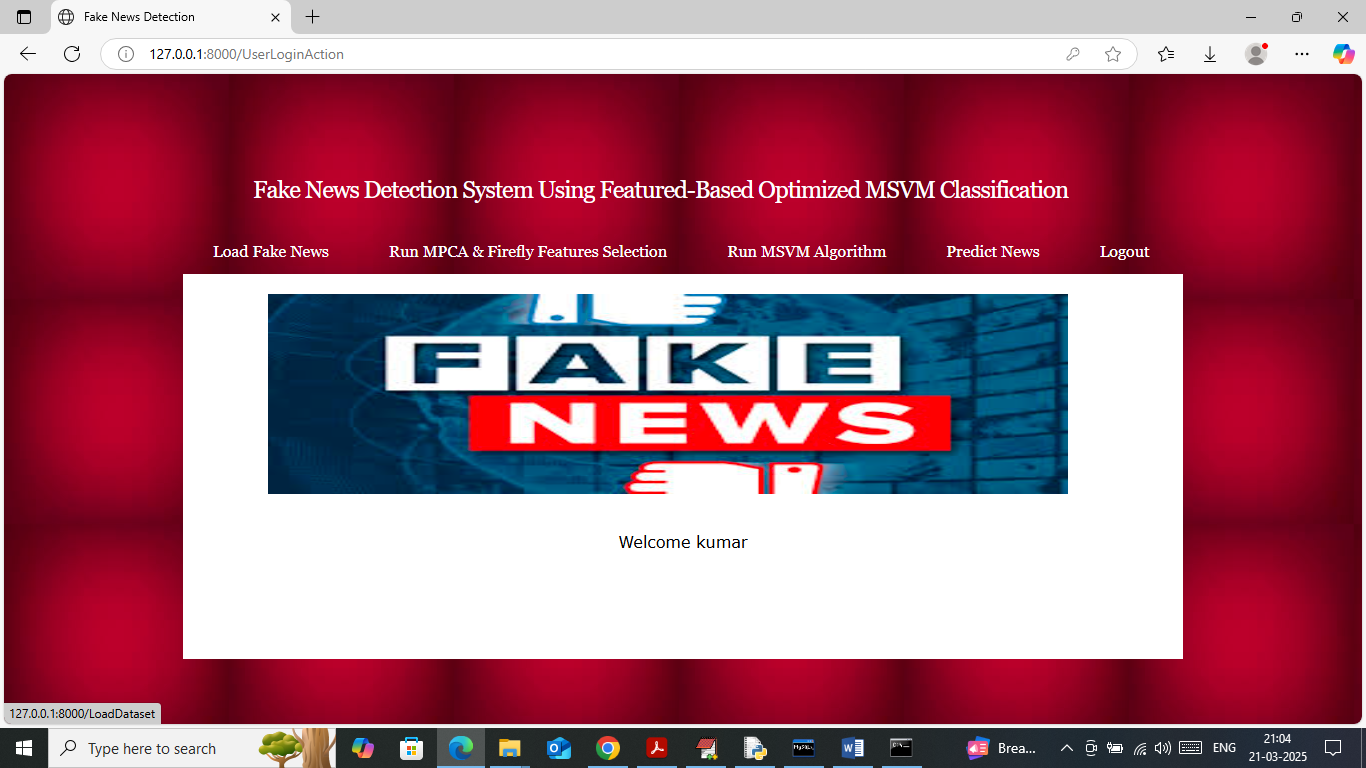 Fake News Detection
127.0.0.1:8000/UserLoginAction
Fake News Detection System Using Featured-Based Optimized MSVM Classification
Load Fake News Run MPCA & Firefly Features Selection Run MSVM Algorithm Predict News Logout
FAKE
NEWS
Welcome kumar
127.0.0.1:8000/LoadDataset
Type here to search
Brea...
ENG
21:04
21-03-2025